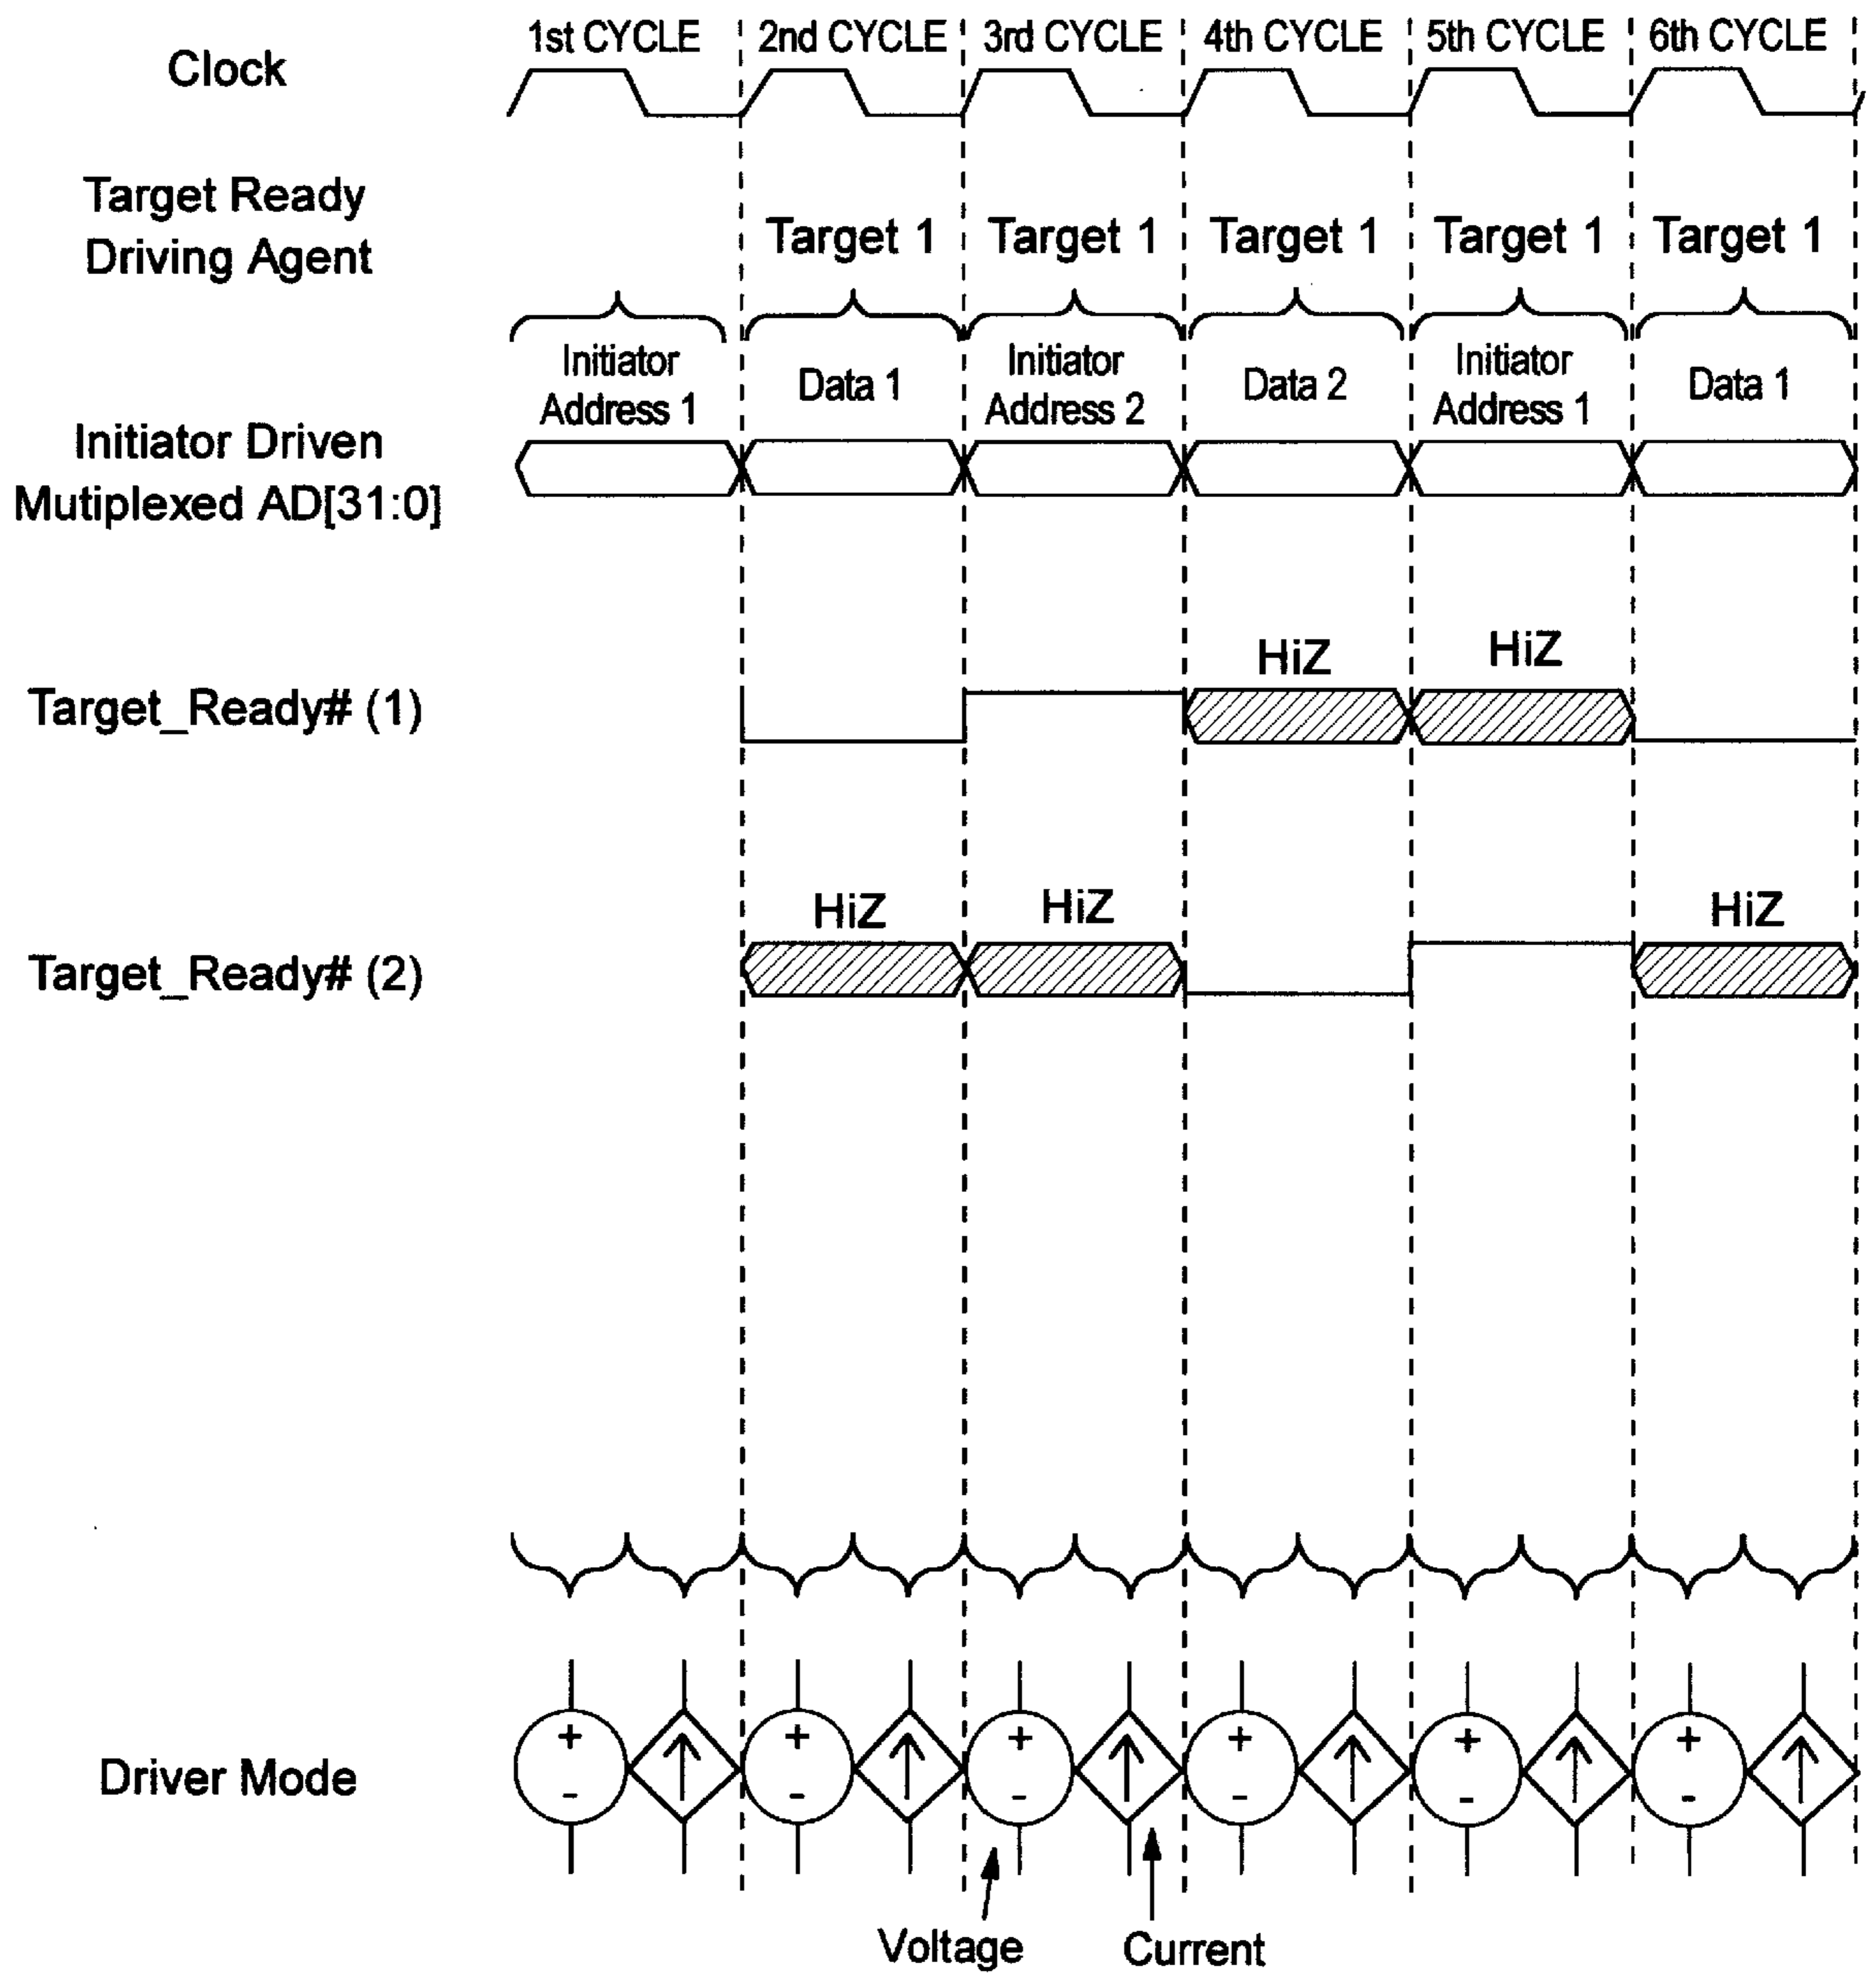 1st CYCLE 2nd CYCLE 3rd CYCLE 4th CYCLE 5th CYCLE 6th CYCLE
Clock
Target Ready
Driving Agent
Target 1 Target 1 Target 1 Target 1 Target 1
Initiator
Address 1
Data 1
Initiator
Address 2
Data 2
Initiator
Address 1
Data 1
Initiator Driven
Mutiplexed AD[31:0]
HiZ HiZ
Target_Ready# (1)
HiZ HiZ HiZ
Target_Ready# (2)
+ + + + + +
- - - - - -
Driver Mode
Voltage Current